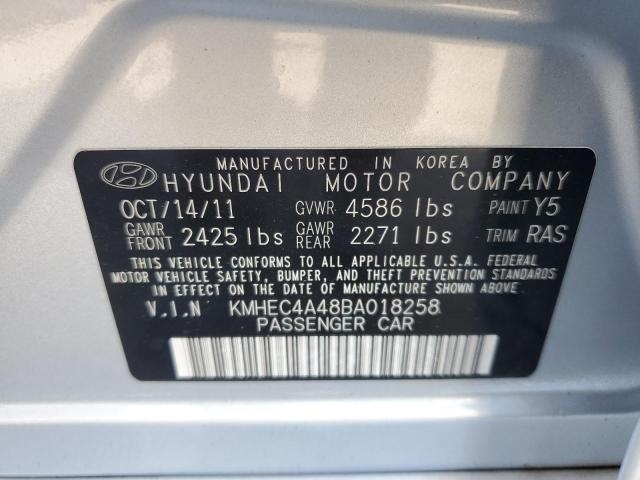 MANUFACTURED IN KOREA BY
HYUNDAI MOTOR COMPANY
OCT/14/11 GVWR 4586 lbs PAINT Y5
GAWR FRONT 2425 lbs GAWR REAR 2271 lbs TRIM RAS
THIS VEHICLE CONFORMS TO ALL APPLICABLE U.S.A. FEDERAL
MOTOR VEHICLE SAFETY, BUMPER, AND THEFT PREVENTION STANDARDS
IN EFFECT ON THE DATE OF MANUFACTURE SHOWN ABOVE.
V.I.N KMHEC4A48BA018258
PASSENGER CAR